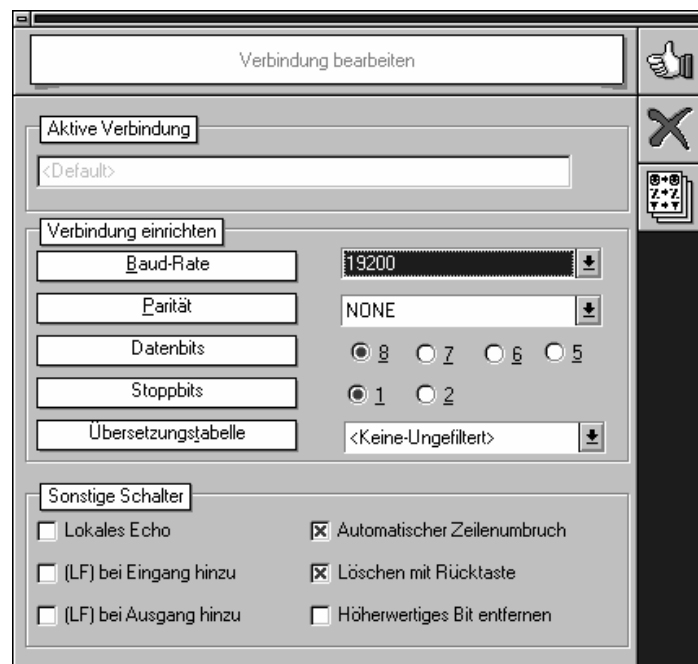 Verbindung bearbeiten
Aktive Verbindung
<Default>
Verbindung einrichten
Baud-Rate 19200
Parität NONE
Datenbits 8 7 6 5
Stoppbits 1 2
Übersetzungstabelle <Keine-Ungefiltert>
Sonstige Schalter
Lokales Echo Automatischer Zeilenumbruch
(LF) bei Eingang hinzu Löschen mit Rücktaste
(LF) bei Ausgang hinzu Höherwertiges Bit entfernen